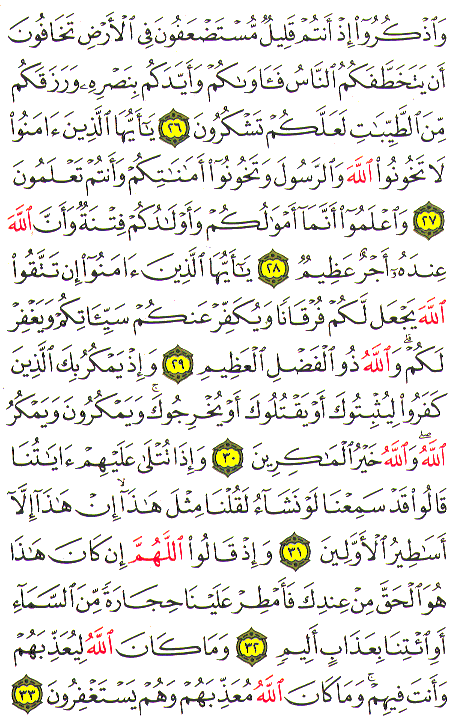 وَاذْكُرُوا إِذْ أَنتُمْ قَلِيلٌ مُّسْتَضْعَفُونَ فِي الْأَرْضِ تَخَافُونَ
أَن يَتَخَطَّفَكُمُ النَّاسُ فَـَٔاوَىٰكُمْ وَأَيَّدَكُم بِنَصْرِهِۦ وَرَزَقَكُم
مِّنَ الطَّيِّبَٰتِ لَعَلَّكُمْ تَشْكُرُونَ ٢٦ يَٰٓأَيُّهَا الَّذِينَ ءَامَنُوا
لَا تَخُونُوا اللَّهَ وَالرَّسُولَ وَتَخُونُوٓا أَمَٰنَٰتِكُمْ وَأَنتُمْ تَعْلَمُونَ
٢٧ وَاعْلَمُوٓا أَنَّمَآ أَمْوَٰلُكُمْ وَأَوْلَٰدُكُمْ فِتْنَةٌ وَأَنَّ اللَّهَ
عِندَهُۥٓ أَجْرٌ عَظِيمٌ ٢٨ يَٰٓأَيُّهَا الَّذِينَ ءَامَنُوٓا إِن تَتَّقُوا
اللَّهَ يَجْعَل لَّكُمْ فُرْقَانًا وَيُكَفِّرْ عَنكُمْ سَيِّـَٔاتِكُمْ وَيَغْفِرْ
لَكُمْ ۗ وَاللَّهُ ذُو الْفَضْلِ الْعَظِيمِ ٢٩ وَإِذْ يَمْكُرُ بِكَ الَّذِينَ
كَفَرُوا لِيُثْبِتُوكَ أَوْ يَقْتُلُوكَ أَوْ يُخْرِجُوكَ ۚ وَيَمْكُرُونَ وَيَمْكُرُ
اللَّهُ ۖ وَاللَّهُ خَيْرُ الْمَٰكِرِينَ ٣٠ وَإِذَا تُتْلَىٰ عَلَيْهِمْ ءَايَٰتُنَا
قَالُوا قَدْ سَمِعْنَا لَوْ نَشَآءُ لَقُلْنَا مِثْلَ هَٰذَآ ۙ إِنْ هَٰذَآ إِلَّآ
أَسَٰطِيرُ الْأَوَّلِينَ ٣١ وَإِذْ قَالُوا اللَّهُمَّ إِن كَانَ هَٰذَا
هُوَ الْحَقَّ مِنْ عِندِكَ فَأَمْطِرْ عَلَيْنَا حِجَارَةً مِّنَ السَّمَآءِ
أَوِ ائْتِنَا بِعَذَابٍ أَلِيمٍ ٣٢ وَمَا كَانَ اللَّهُ لِيُعَذِّبَهُمْ
وَأَنتَ فِيهِمْ ۚ وَمَا كَانَ اللَّهُ مُعَذِّبَهُمْ وَهُمْ يَسْتَغْفِرُونَ ٣٣